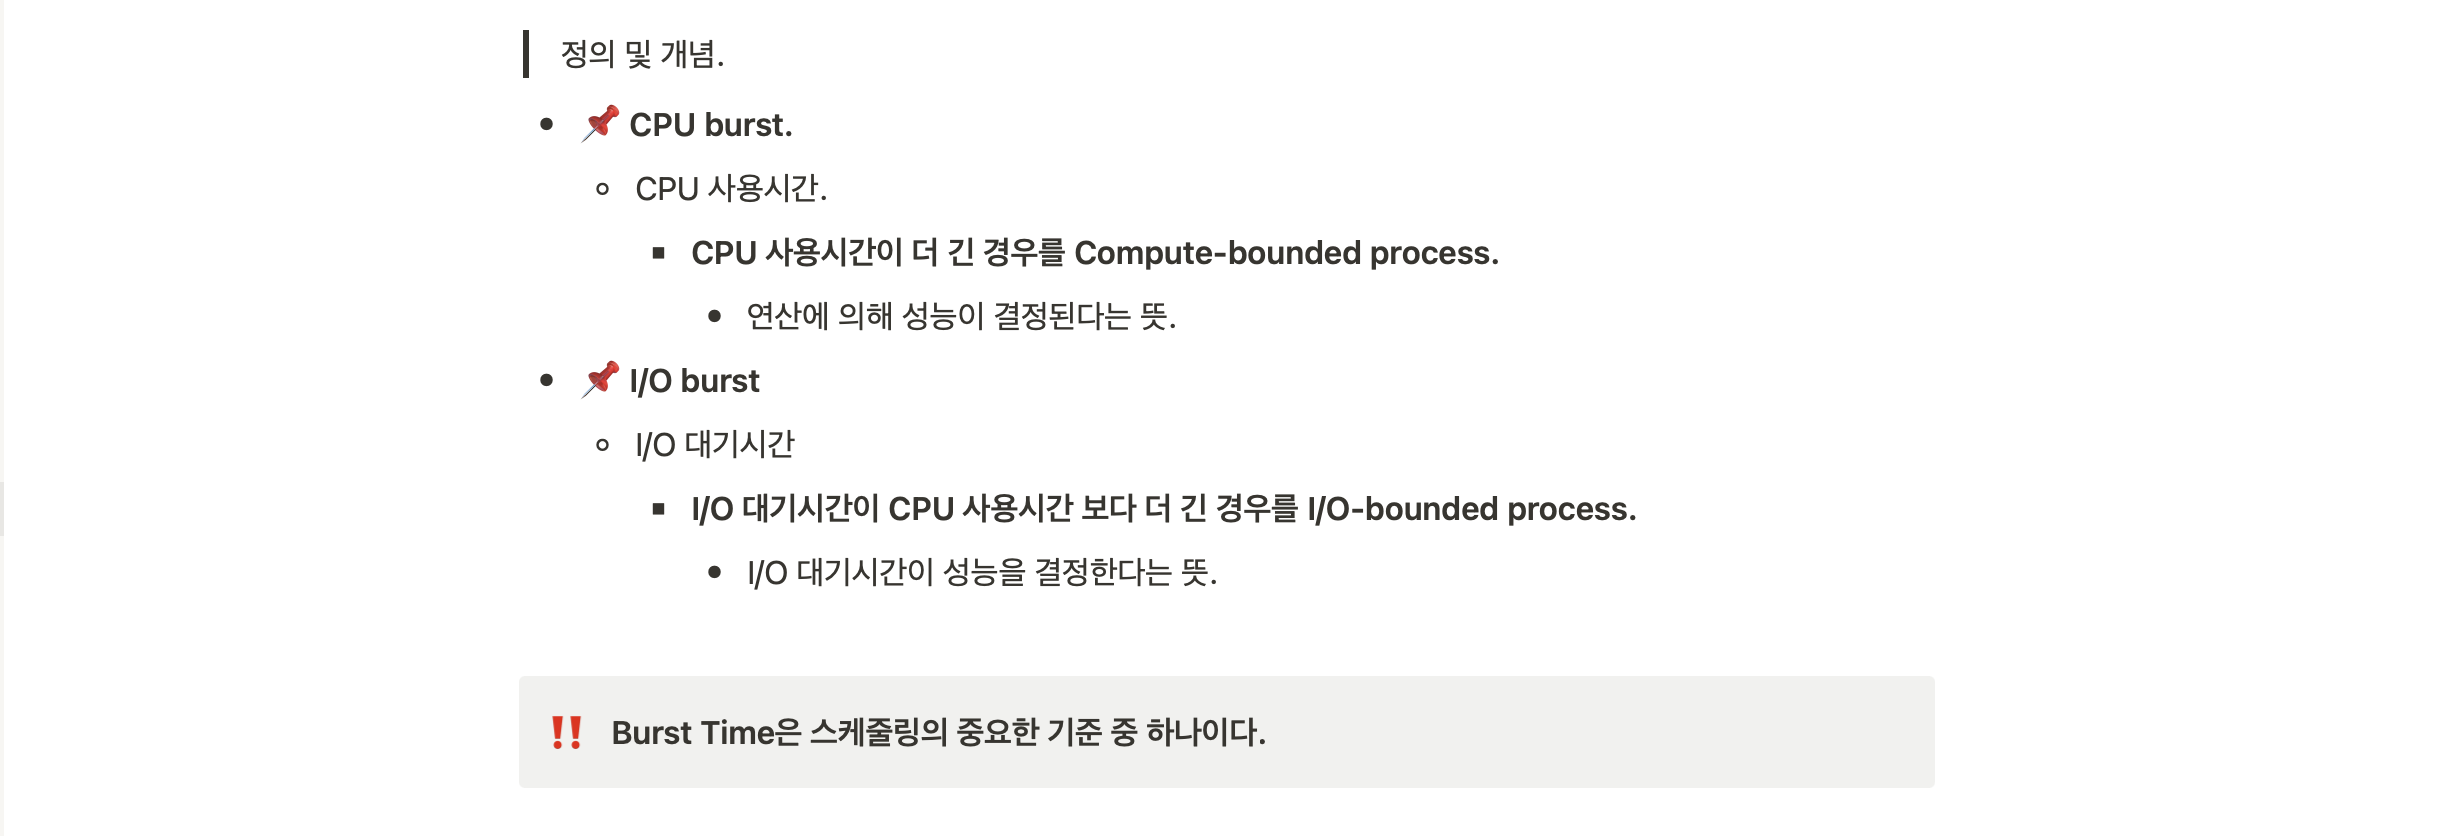 정의 및 개념.
📌 CPU burst.
CPU 사용시간.
CPU 사용시간이 더 긴 경우를 Compute-bounded process.
연산에 의해 성능이 결정된다는 뜻.
📌 I/O burst
I/O 대기시간
I/O 대기시간이 CPU 사용시간 보다 더 긴 경우를 I/O-bounded process.
I/O 대기시간이 성능을 결정한다는 뜻.
‼️ Burst Time은 스케줄링의 중요한 기준 중 하나이다.